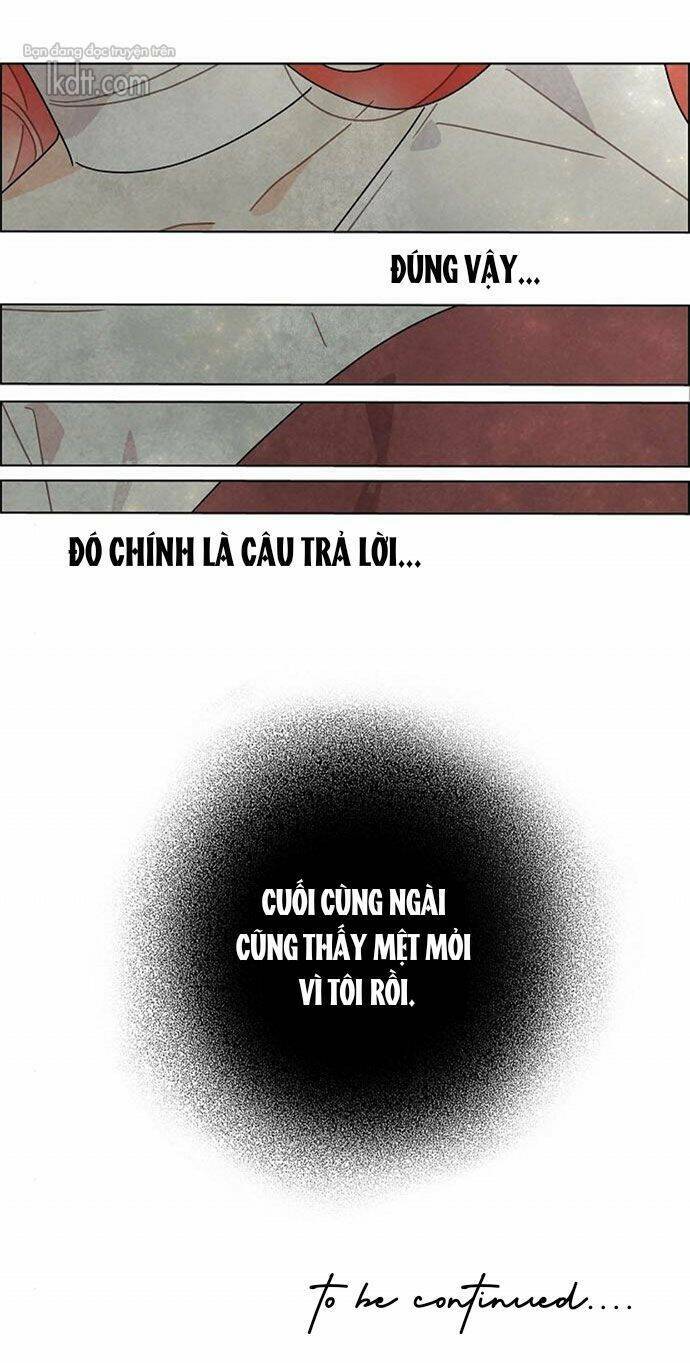 Bạn đang đọc truyện trên
lkdtt.com
ĐÚNG VẬY...
ĐÓ CHÍNH LÀ CÂU TRẢ LỜI...
CUỐI CÙNG NGÀI
CŨNG THẤY MỆT MỎI
VÌ TÔI RỒI.
to be continued....